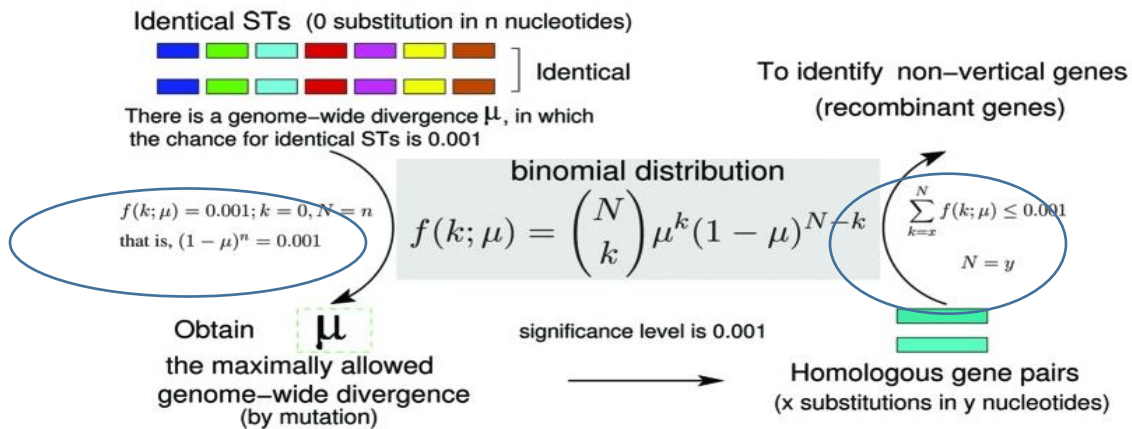 Identical STs (0 substitution in n nucleotides)
Identical
There is a genome-wide divergence μ, in which
the chance for identical STs is 0.001
To identify non-vertical genes
(recombinant genes)
binomial distribution
f(k; μ) = 0.001; k = 0, N = n
that is, (1 − μ)^n = 0.001
f(k; μ) = (N k) μ^k (1 − μ)^{N−k}
∑_{k=x}^{N} f(k; μ) ≤ 0.001
N = y
Obtain μ
the maximally allowed
genome-wide divergence
(by mutation)
significance level is 0.001
Homologous gene pairs
(x substitutions in y nucleotides)